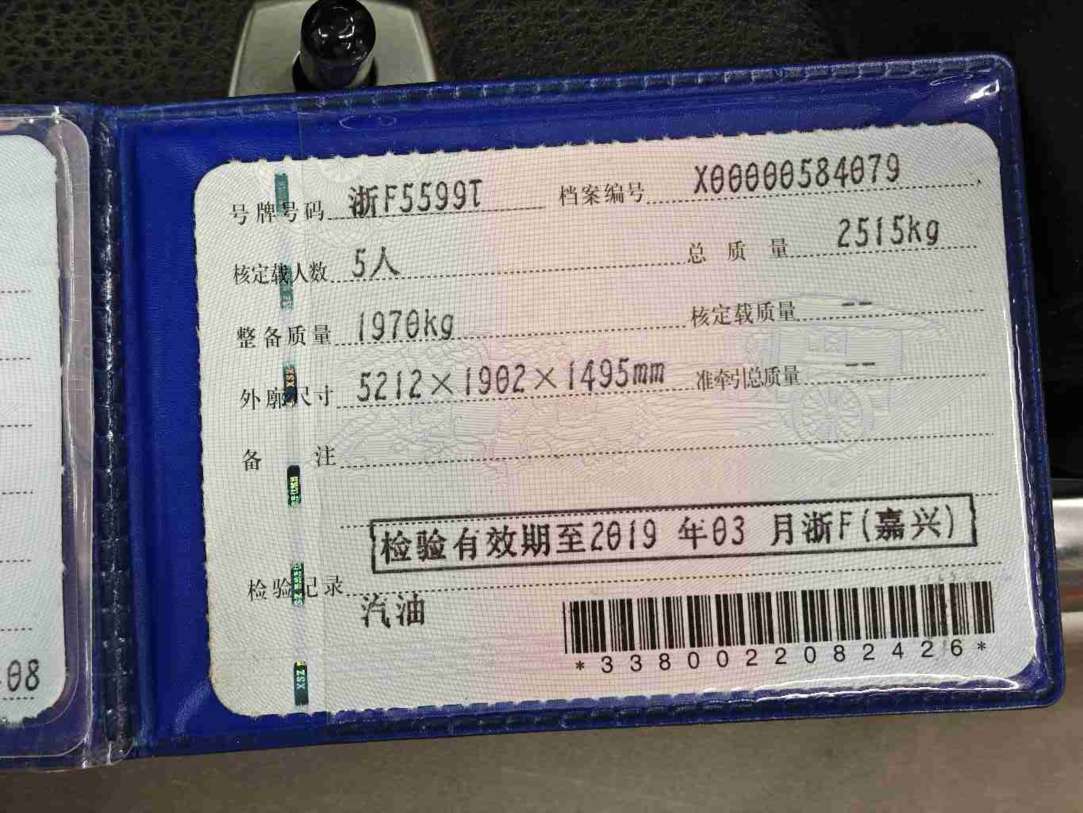 号牌号码 浙F5599T 档案编号 X00000584079
核定载人数 5人 总质量 2515kg
整备质量 1970kg 核定载质量 --
外廓尺寸 5212×1902×1495mm 准牵引总质量 --
备注
检验有效期至2019 年03 月浙F(嘉兴)
检验记录
汽油
*3380022082426*
-08
XSZ